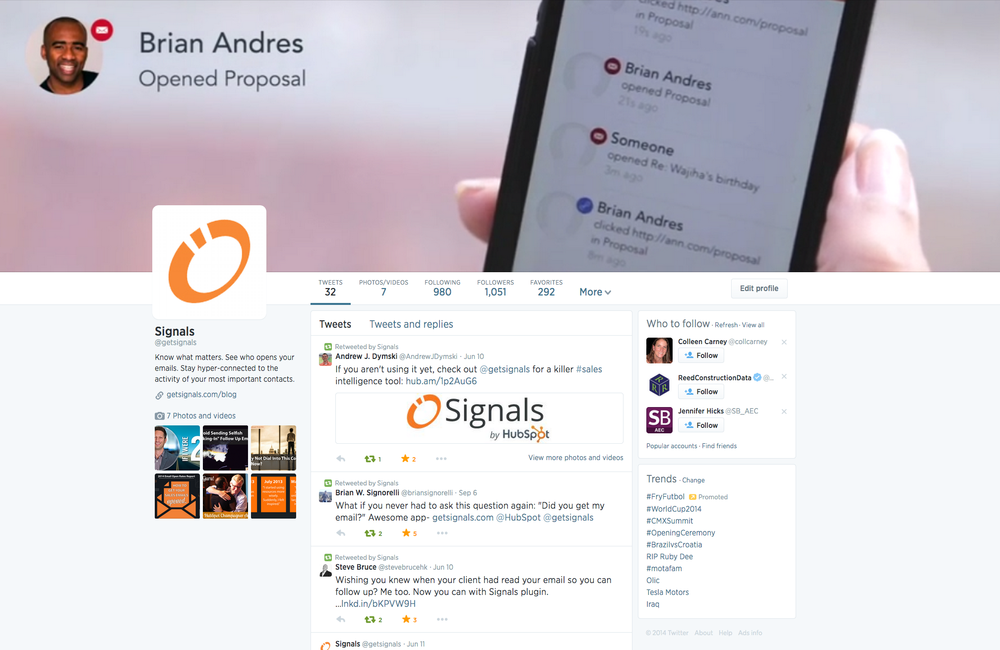 Brian Andres
Opened Proposal
clicked http://ann.com/proposal
in Proposal
19s ago
Brian Andres
opened Proposal
21s ago
Someone
opened Re: Wajiha's birthday
3m ago
Brian Andres
clicked http://ann.com/proposal
in Proposal
8m ago
TWEETS
32
PHOTOS/VIDEOS
7
FOLLOWING
980
FOLLOWERS
1,051
FAVORITES
292
More
Edit profile
Signals
@getsignals
Know what matters. See who opens your
emails. Stay hyper-connected to the
activity of your most important contacts.
getsignals.com/blog
7 Photos and videos
IF I WERE
2
oid Sending Selfish
king-In" Follow Up Em
y Not Dial Into This Co
Now?
2014 Email Open Rates Report
HOW TO
GET YOUR
SALES EMAILS
opened.
Guru!
HubSpot Champagner A
July 2013
"I started using
resources more
wisely.
Suddenly, I felt
inspired."
Tweets Tweets and replies
Retweeted by Signals
Andrew J. Dymski @AndrewJDymski · Jun 10
If you aren't using it yet, check out @getsignals for a killer #sales
intelligence tool: hub.am/1p2AuG6
Signals
by HubSpot
1 2
View more photos and videos
Retweeted by Signals
Brian W. Signorelli @briansignorelli · Sep 6
What if you never had to ask this question again: "Did you get my
email?" Awesome app- getsignals.com @HubSpot @getsignals
2 5
Retweeted by Signals
Steve Bruce @stevebrucehk · Jun 10
Wishing you knew when your client had read your email so you can
follow up? Me too. Now you can with Signals plugin.
...lnkd.in/bKPVW9H
2 3
Signals @getsignals · Jun 11
Who to follow · Refresh · View all
Colleen Carney @collcarney
Follow
RRR
ReedConstructionData @...
Follow
SB
AEC
Jennifer Hicks @SB_AEC
Follow
Popular accounts · Find friends
Trends · Change
#FryFutbol Promoted
#WorldCup2014
#CMXSummit
#OpeningCeremony
#BrazilvsCroatia
RIP Ruby Dee
#motafam
Olic
Tesla Motors
Iraq
© 2014 Twitter About Help Ads info